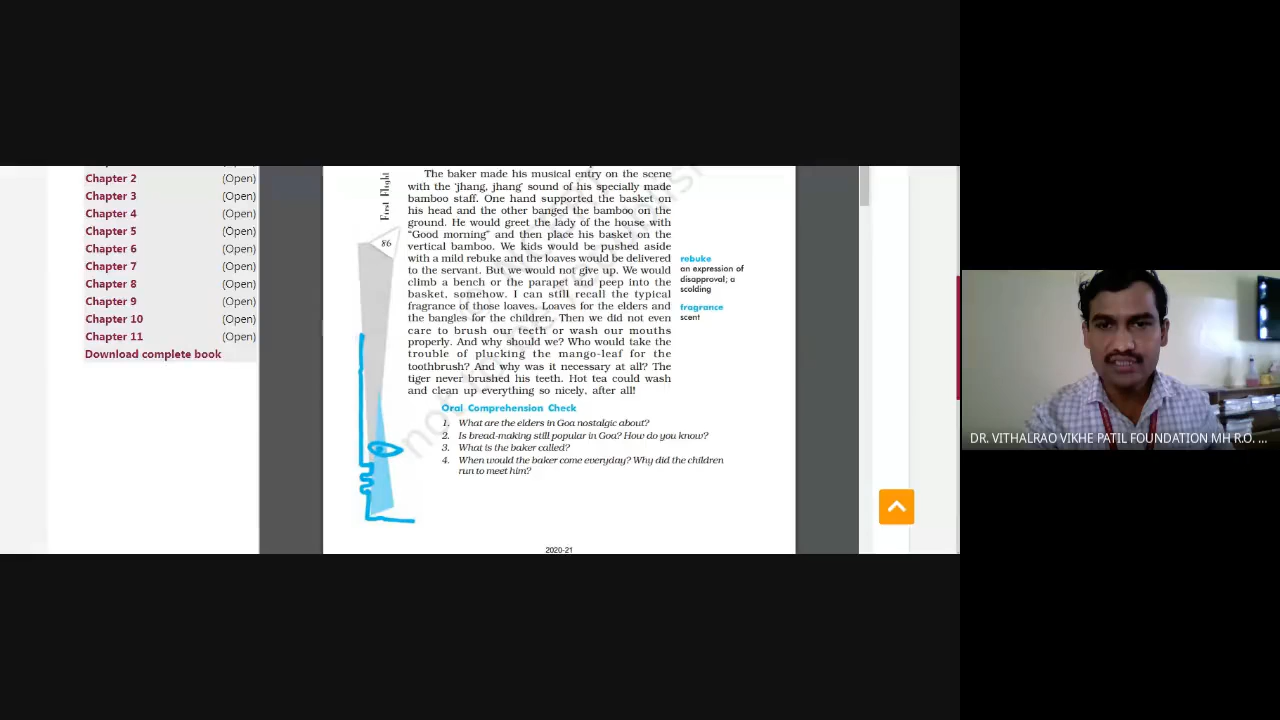 Chapter 2 (Open)
Chapter 3 (Open)
Chapter 4 (Open)
Chapter 5 (Open)
Chapter 6 (Open)
Chapter 7 (Open)
Chapter 8 (Open)
Chapter 9 (Open)
Chapter 10 (Open)
Chapter 11 (Open)
Download complete book
First Flight
86
The baker made his musical entry on the scene
with the ‘jhang, jhang’ sound of his specially made
bamboo staff. One hand supported the basket on
his head and the other banged the bamboo on the
ground. He would greet the lady of the house with
“Good morning” and then place his basket on the
vertical bamboo. We kids would be pushed aside
with a mild rebuke and the loaves would be delivered
to the servant. But we would not give up. We would
climb a bench or the parapet and peep into the
basket, somehow. I can still recall the typical
fragrance of those loaves. Loaves for the elders and
the bangles for the children. Then we did not even
care to brush our teeth or wash our mouths
properly. And why should we? Who would take the
trouble of plucking the mango-leaf for the
toothbrush? And why was it necessary at all? The
tiger never brushed his teeth. Hot tea could wash
and clean up everything so nicely, after all!
rebuke
an expression of
disapproval; a
scolding
fragrance
scent
Oral Comprehension Check
1. What are the elders in Goa nostalgic about?
2. Is bread-making still popular in Goa? How do you know?
3. What is the baker called?
4. When would the baker come everyday? Why did the children
run to meet him?
2020-21
DR. VITHALRAO VIKHE PATIL FOUNDATION MH R.O. ...